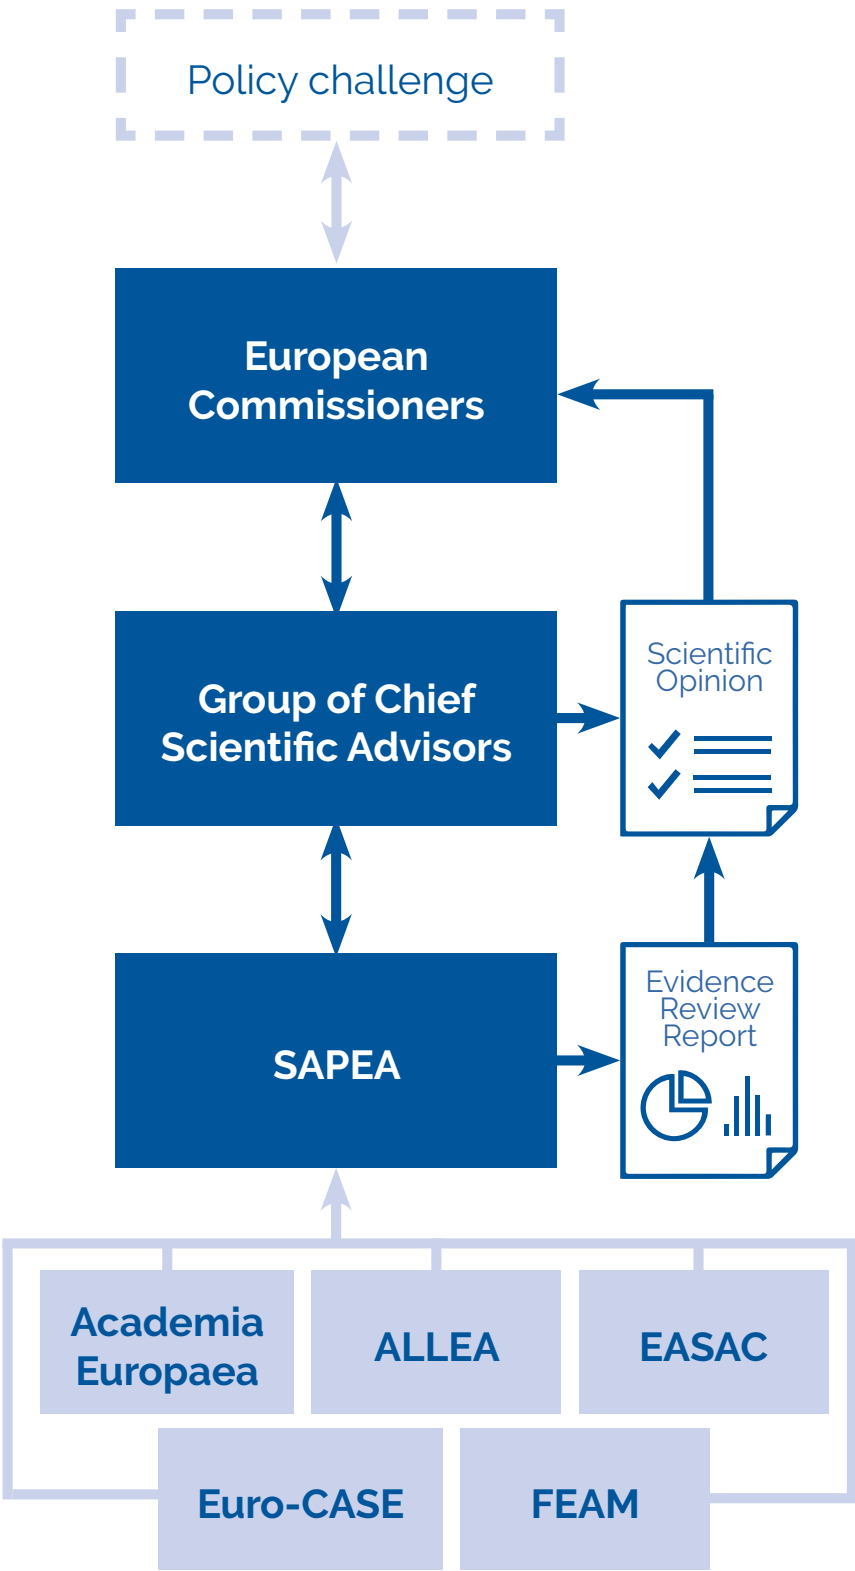 Policy challenge
European
Commissioners
Group of Chief
Scientific Advisors
Scientific
Opinion
SAPEA
Evidence
Review
Report
Academia
Europaea
ALLEA
EASAC
Euro-CASE
FEAM